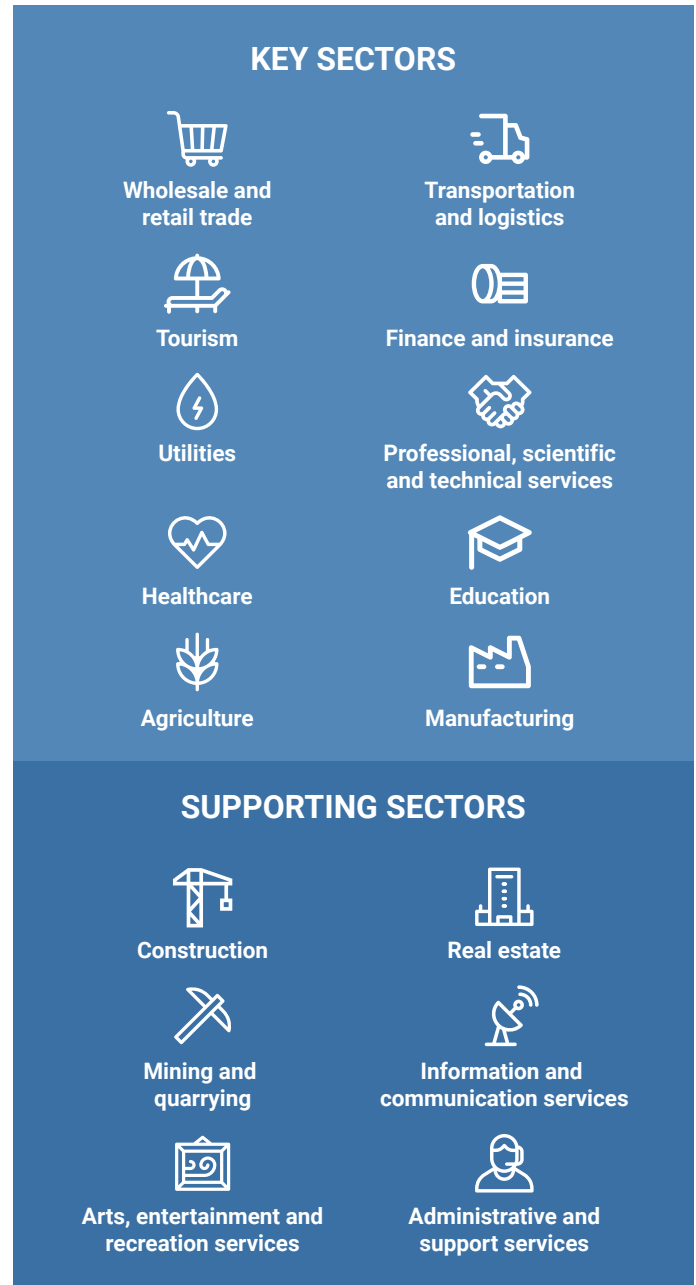 KEY SECTORS
Wholesale and
retail trade
Transportation
and logistics
Tourism
Finance and insurance
Utilities
Professional, scientific
and technical services
Healthcare
Education
Agriculture
Manufacturing
SUPPORTING SECTORS
Construction
Real estate
Mining and
quarrying
Information and
communication services
Arts, entertainment and
recreation services
Administrative and
support services